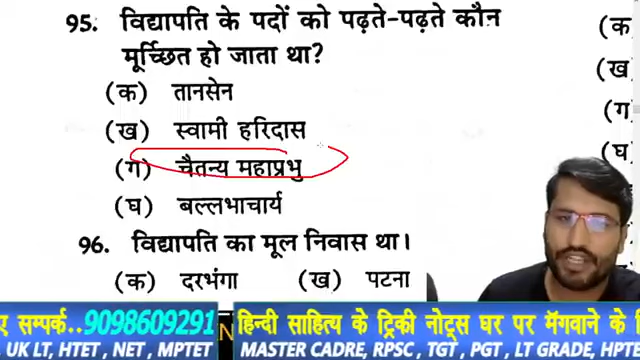 95. विद्यापति के पदों को पढ़ते-पढ़ते कौन
मूर्च्छित हो जाता था?
(क) तानसेन
(ख) स्वामी हरिदास
(ग) चैतन्य महाप्रभु
(घ) बल्लभाचार्य
96. विद्यापति का मूल निवास था।
(क) दरभंगा (ख) पटना
(क
(ख
(ग)
(घ
सम्पर्क..9098609291 हिन्दी साहित्य के ट्रिकी नोट्स घर पर मॅगवाने के
UK LT, HTET , NET , MPTET MASTER CADRE, RPSC , TGT , PGT , LT GRADE, HPT